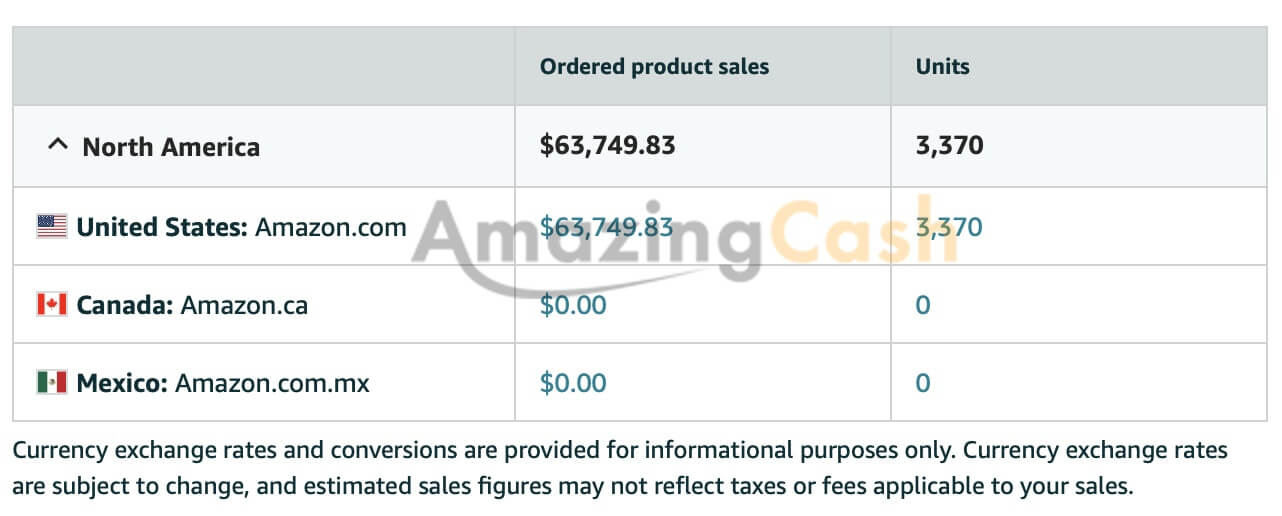 Ordered product sales Units
North America $63,749.83 3,370
United States: Amazon.com $63,749.83 3,370
AmazingCash
Canada: Amazon.ca $0.00 0
Mexico: Amazon.com.mx $0.00 0
Currency exchange rates and conversions are provided for informational purposes only. Currency exchange rates
are subject to change, and estimated sales figures may not reflect taxes or fees applicable to your sales.